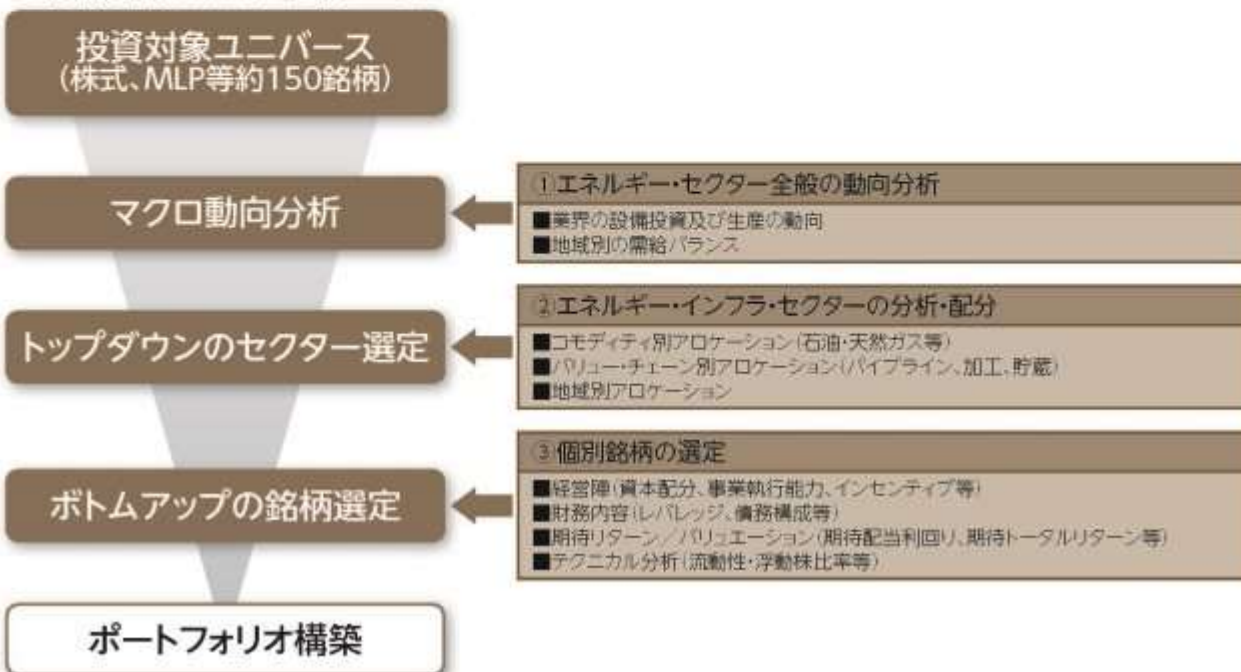 投資対象ユニバース
(株式、MLP等約150銘柄)
マクロ動向分析
①エネルギー・セクター全般の動向分析
■業界の設備投資及び生産の動向
■地域別の需給バランス
トップダウンのセクター選定
②エネルギー・インフラ・セクターの分析・配分
■コモディティ別アロケーション(石油・天然ガス等)
■バリュー・チェーン別アロケーション(パイプライン、加工、貯蔵)
■地域別アロケーション
ボトムアップの銘柄選定
③個別銘柄の選定
■経営陣(資本配分、事業執行能力、インセンティブ等)
■財務内容(レバレッジ、債務構成等)
■期待リターン／バリュエーション(期待配当利回り、期待トータルリターン等)
■テクニカル分析(流動性・浮動株比率等)
ポートフォリオ構築